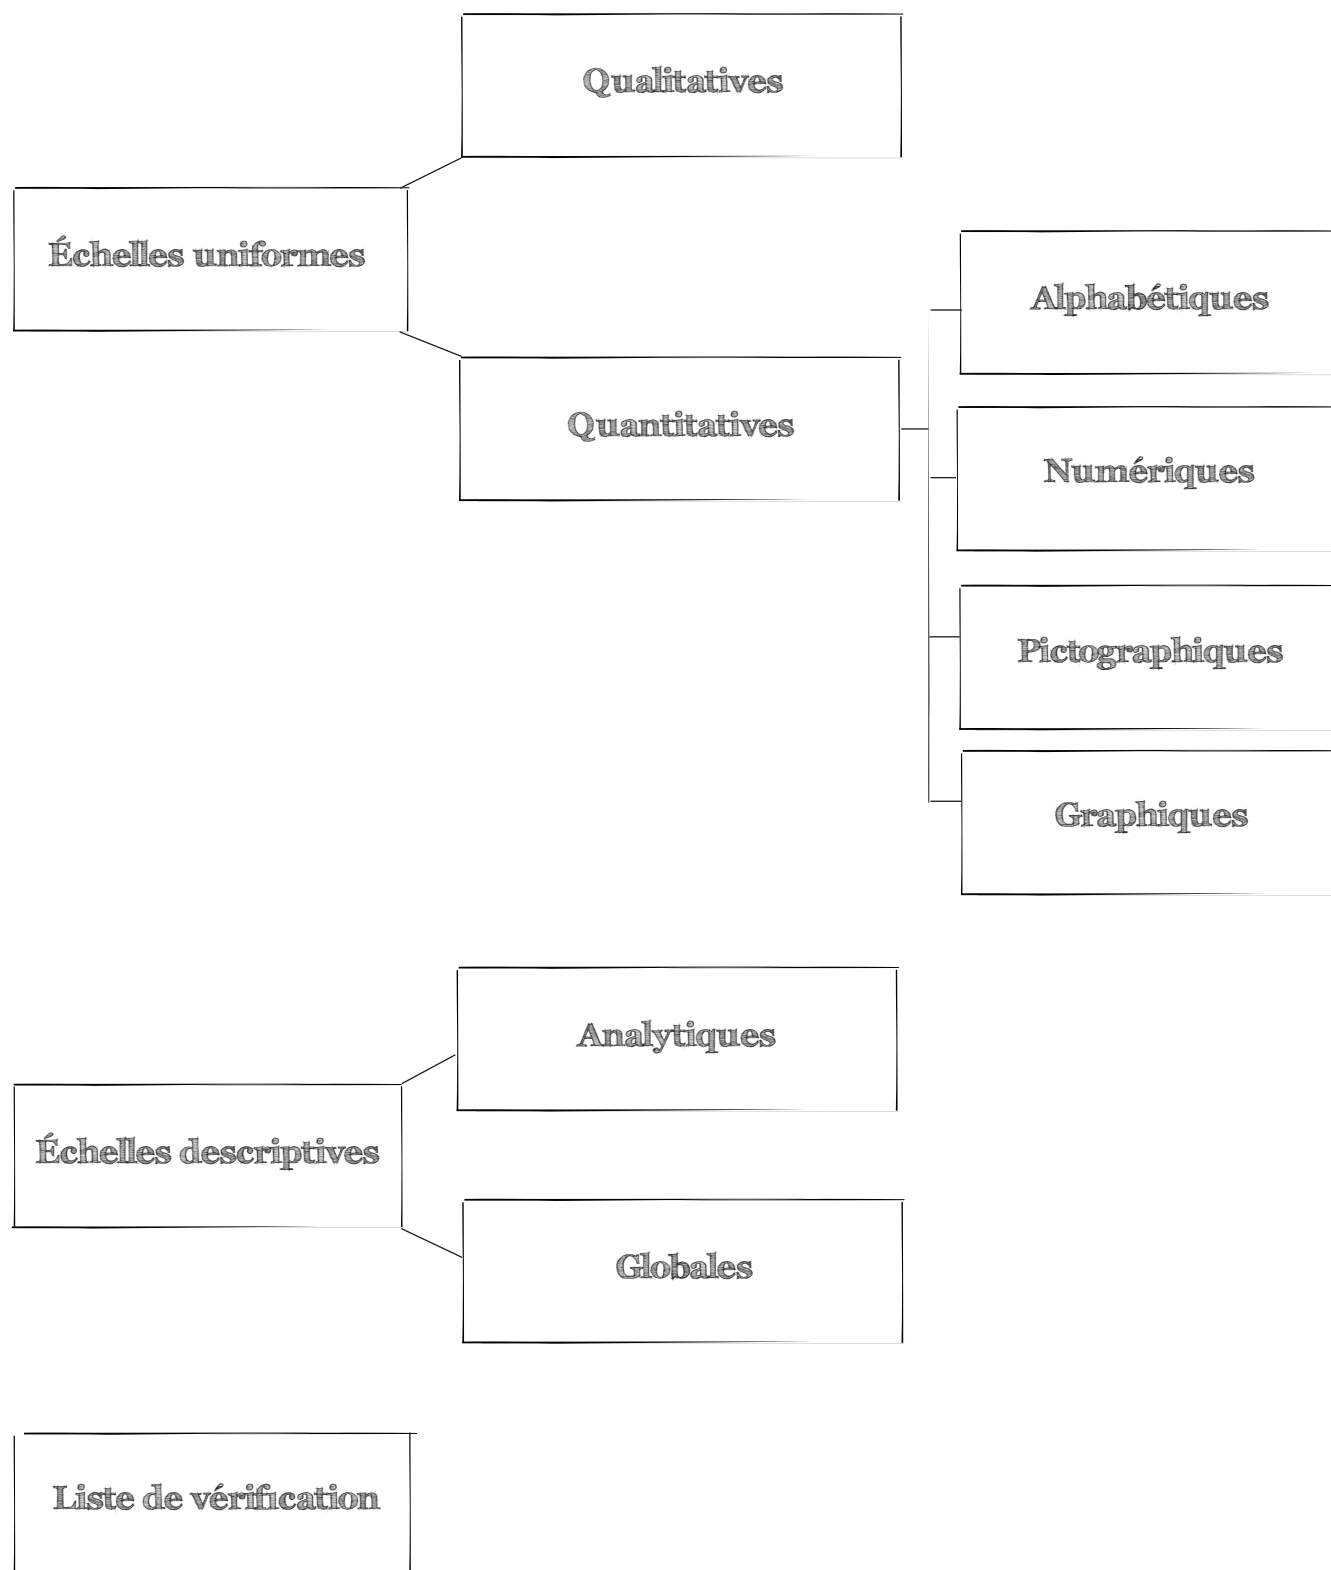 Qualitatives
Échelles uniformes
Alphabétiques
Quantitatives
Numériques
Pictographiques
Graphiques
Analytiques
Échelles descriptives
Globales
Liste de vérification